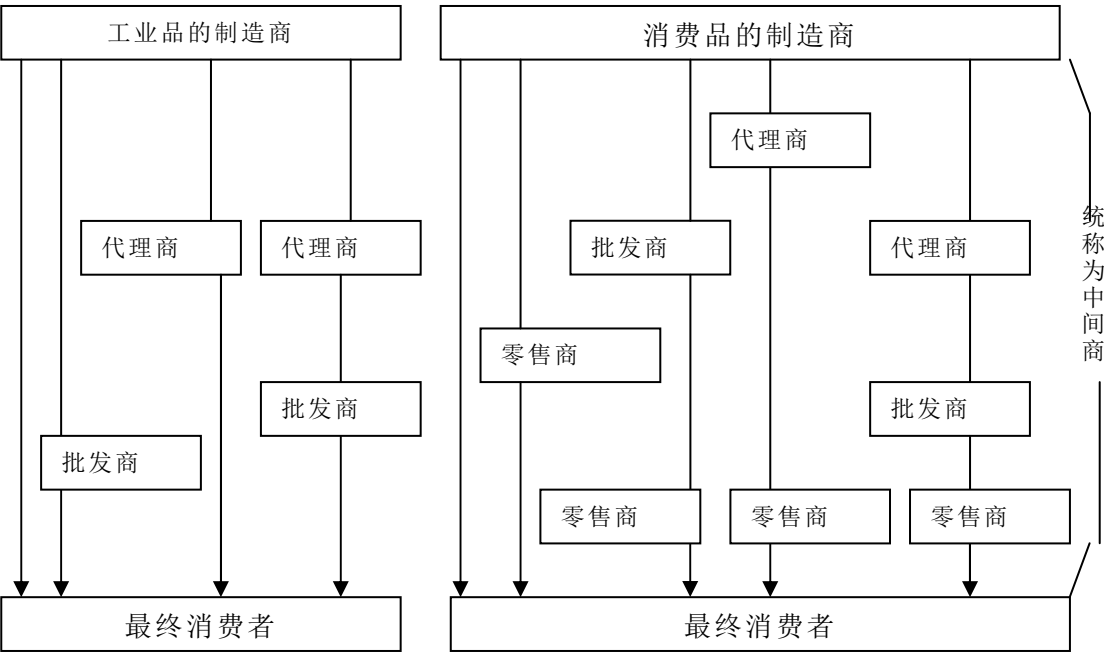 工业品的制造商
消费品的制造商
代理商
代理商
代理商
批发商
代理商
零售商
批发商
批发商
批发商
零售商
零售商
零售商
统称为中间商
最终消费者
最终消费者